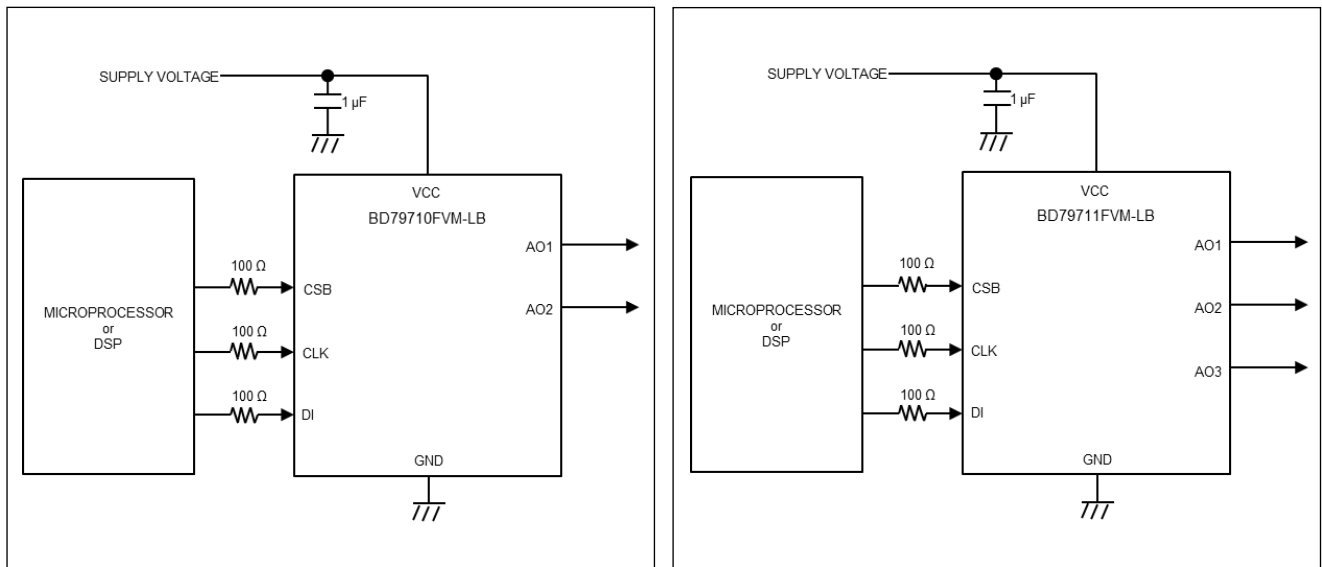 SUPPLY VOLTAGE
1 µF
VCC
BD79710FVM-LB
AO1
100 Ω
CSB
AO2
MICROPROCESSOR
or
DSP
100 Ω
CLK
100 Ω
DI
GND
SUPPLY VOLTAGE
1 µF
VCC
BD79711FVM-LB
AO1
100 Ω
CSB
AO2
MICROPROCESSOR
or
DSP
100 Ω
CLK
AO3
100 Ω
DI
GND